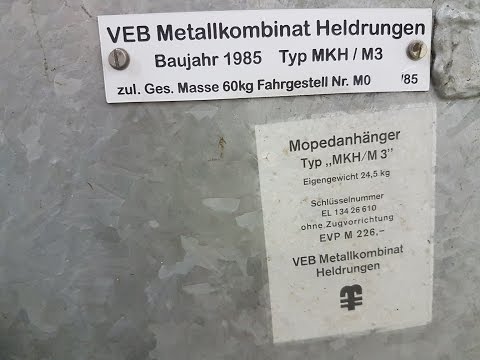 VEB Metallkombinat Heldrungen
Baujahr 1985 Typ MKH / M3
zul. Ges. Masse 60kg Fahrgestell Nr. M0 /85
Mopedanhänger
Typ „MKH/M 3”
Eigengewicht 24,5 kg
Schlüsselnummer
EL 134 26 610
ohne Zugvorrichtung
EVP M 226,–
VEB Metallkombinat
Heldrungen